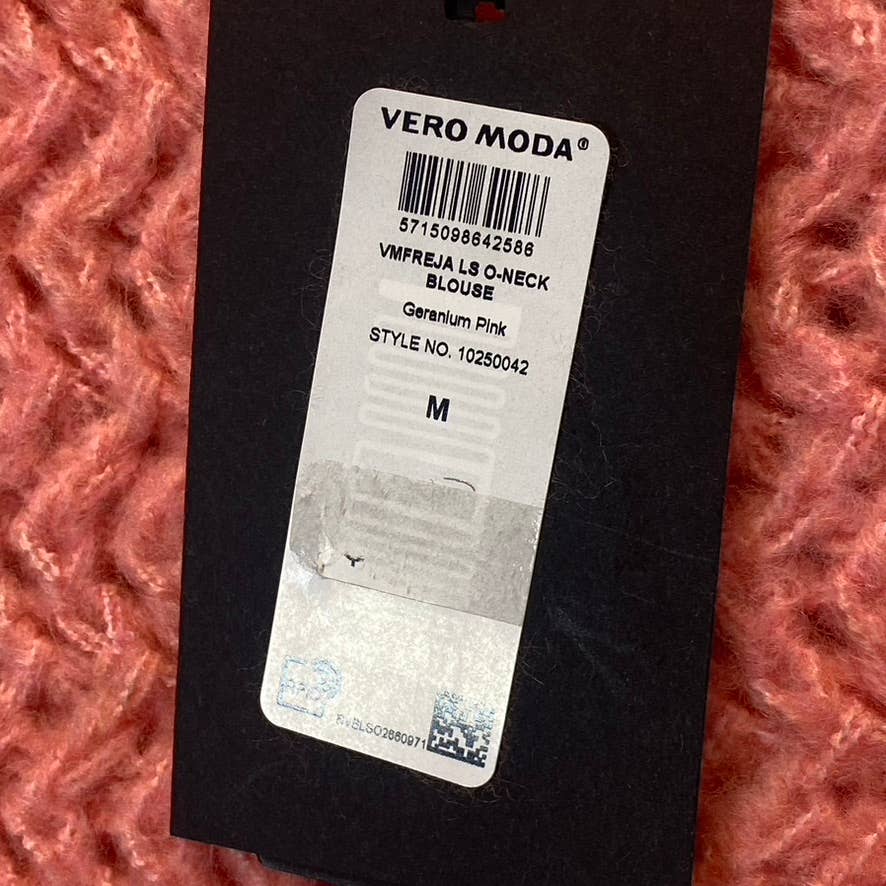 VERO MODA®
5715098642586
VMFREJA LS O-NECK
BLOUSE
Geranium Pink
STYLE NO. 10250042
M